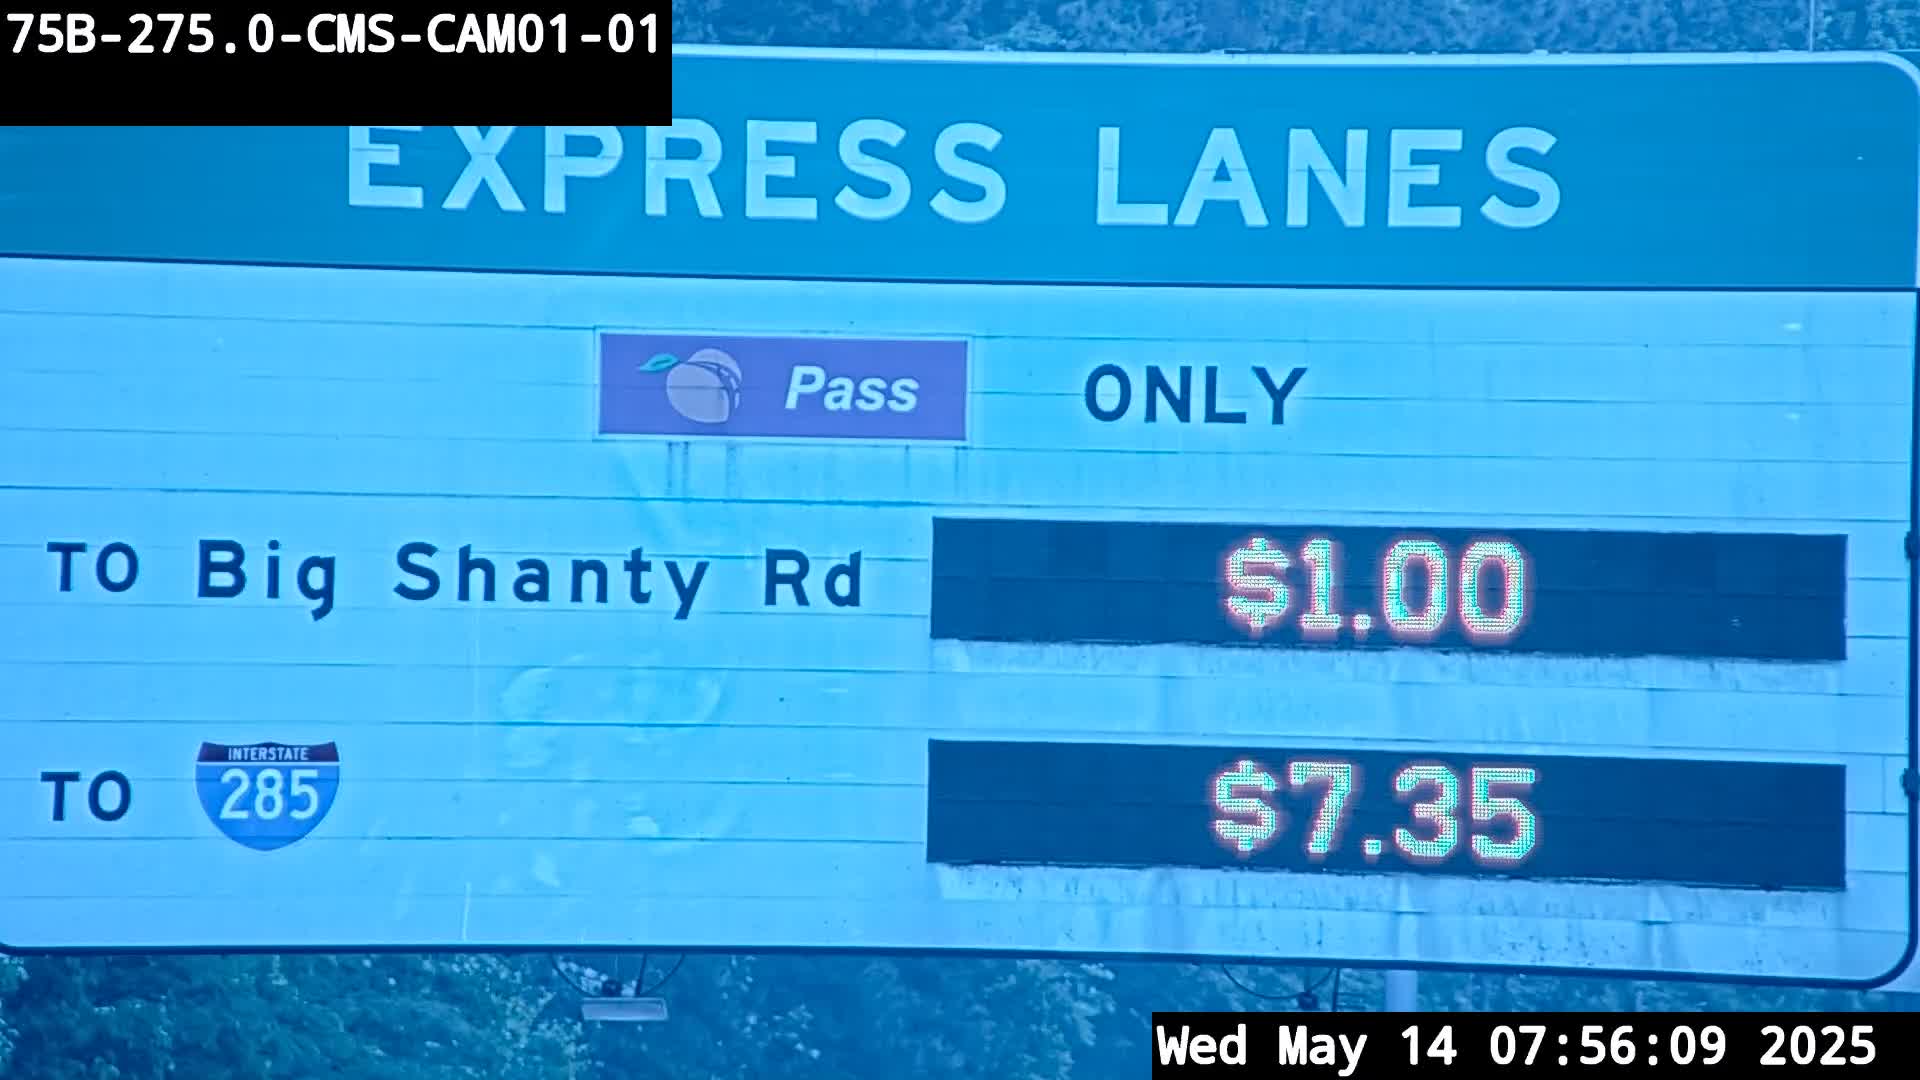 75B-275.0-CMS-CAM01-01
EXPRESS LANES
Pass ONLY
TO Big Shanty Rd $1.00
TO INTERSTATE 285 $7.35
Wed May 14 07:56:09 2025